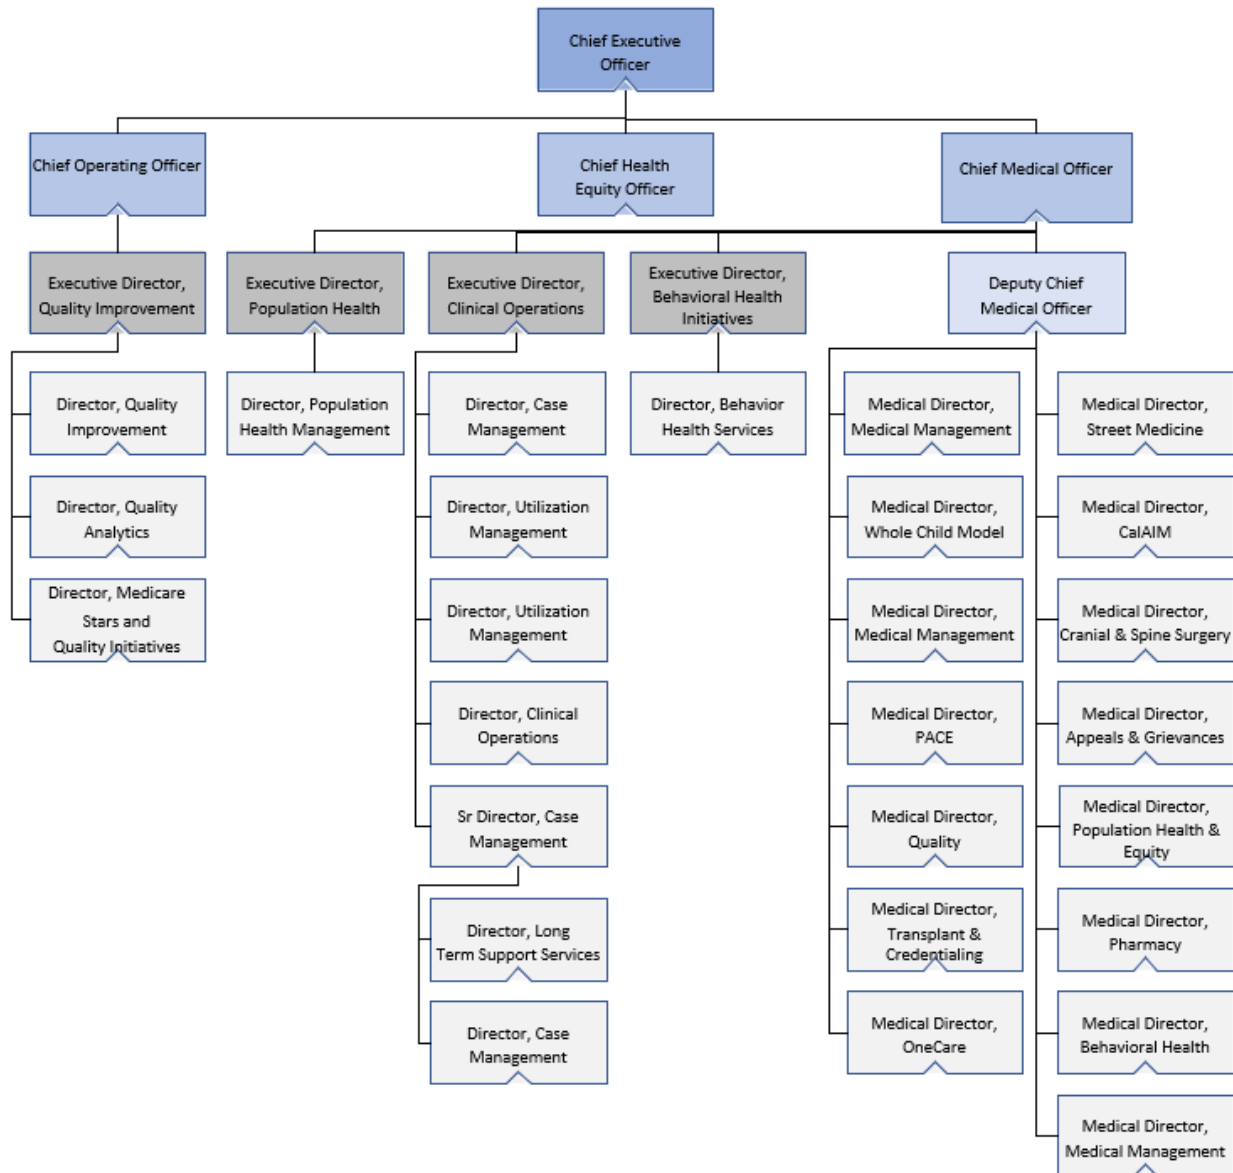 Chief Executive
Officer
Chief Operating Officer
Chief Health
Equity Officer
Chief Medical Officer
Executive Director,
Quality Improvement
Executive Director,
Population Health
Executive Director,
Clinical Operations
Executive Director,
Behavioral Health
Initiatives
Deputy Chief
Medical Officer
Director, Quality
Improvement
Director, Quality
Analytics
Director, Medicare
Stars and
Quality Initiatives
Director, Population
Health Management
Director, Case
Management
Director, Utilization
Management
Director, Utilization
Management
Director, Clinical
Operations
Sr Director, Case
Management
Director, Long
Term Support Services
Director, Case
Management
Director, Behavior
Health Services
Medical Director,
Medical Management
Medical Director,
Whole Child Model
Medical Director,
Medical Management
Medical Director,
PACE
Medical Director,
Quality
Medical Director,
Transplant &
Credentialing
Medical Director,
OneCare
Medical Director,
Street Medicine
Medical Director,
CalAIM
Medical Director,
Cranial & Spine Surgery
Medical Director,
Appeals & Grievances
Medical Director,
Population Health &
Equity
Medical Director,
Pharmacy
Medical Director,
Behavioral Health
Medical Director,
Medical Management